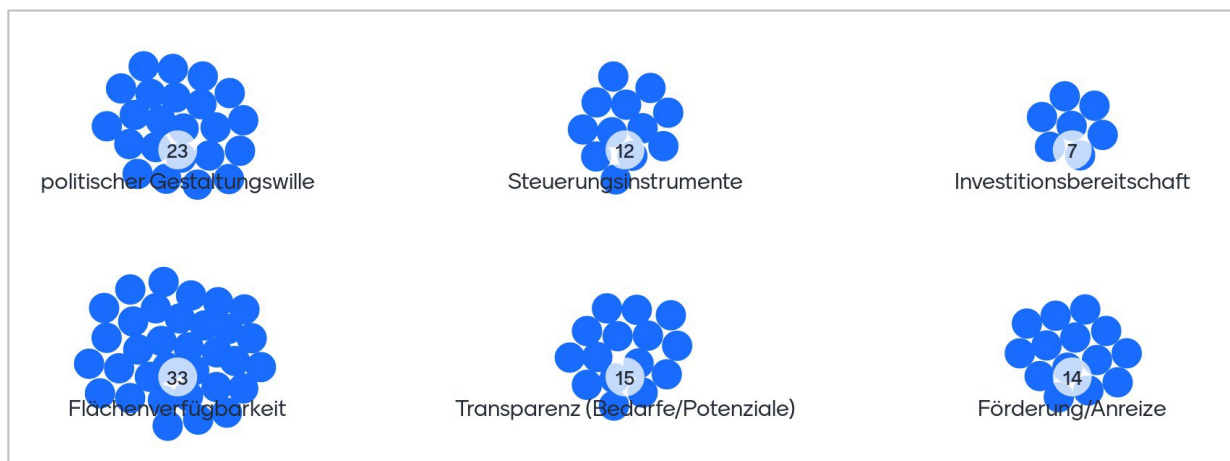 23
politischer Gestaltungswille
12
Steuerungsinstrumente
7
Investitionsbereitschaft
33
Flächenverfügbarkeit
15
Transparenz (Bedarfe/Potenziale)
14
Förderung/Anreize